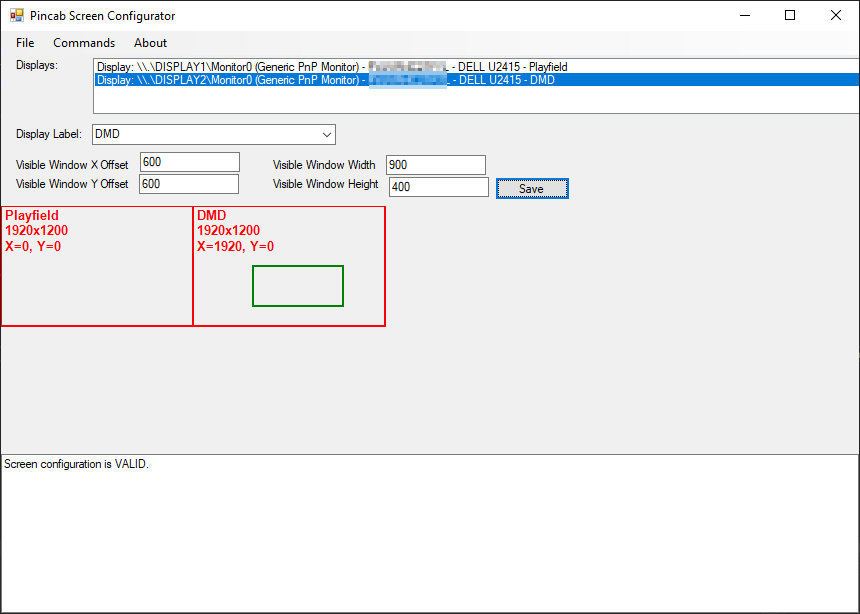 Pincab Screen Configurator
File Commands About
Displays:
Display: \\.\DISPLAY1\Monitor0 (Generic PnP Monitor) - - DELL U2415 - Playfield
Display: \\.\DISPLAY2\Monitor0 (Generic PnP Monitor) - - DELL U2415 - DMD
Display Label: DMD
Visible Window X Offset 600 Visible Window Width 900
Visible Window Y Offset 600 Visible Window Height 400 Save
Playfield
1920x1200
X=0, Y=0
DMD
1920x1200
X=1920, Y=0
Screen configuration is VALID.